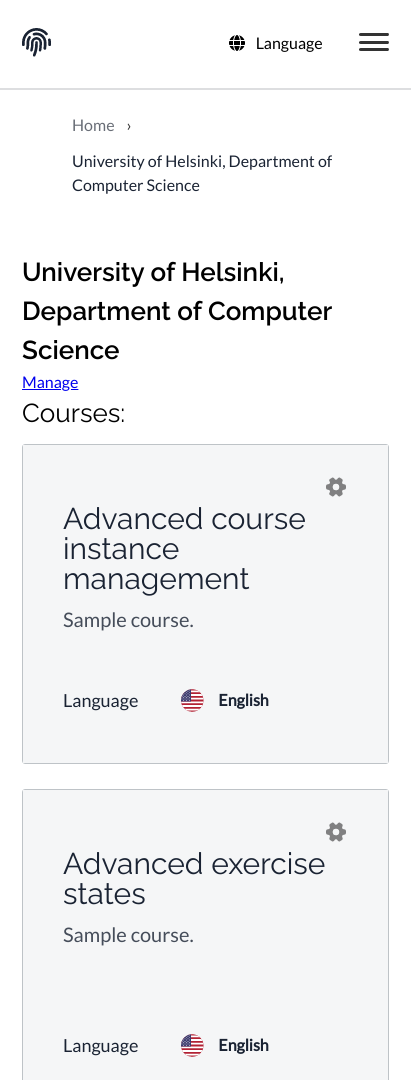 Language
Home ›
University of Helsinki, Department of
Computer Science
University of Helsinki,
Department of Computer
Science
Manage
Courses:
Advanced course
instance
management
Sample course.
Language English
Advanced exercise
states
Sample course.
Language English